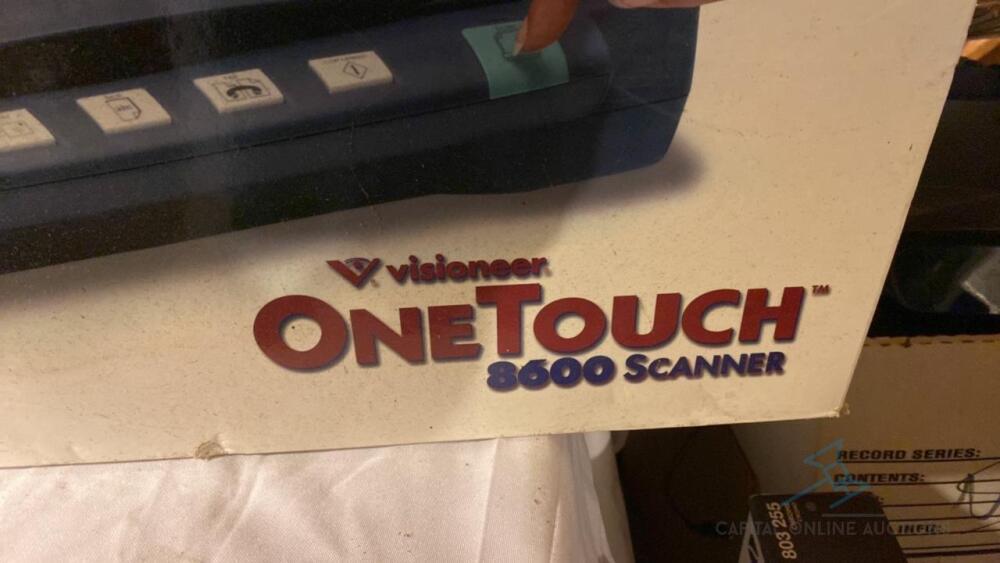 visioneer
ONETOUCH™
8600 SCANNER
RECORD SERIES:
CONTENTS:
803 255
CAPITAL ONLINE AUCTIONS